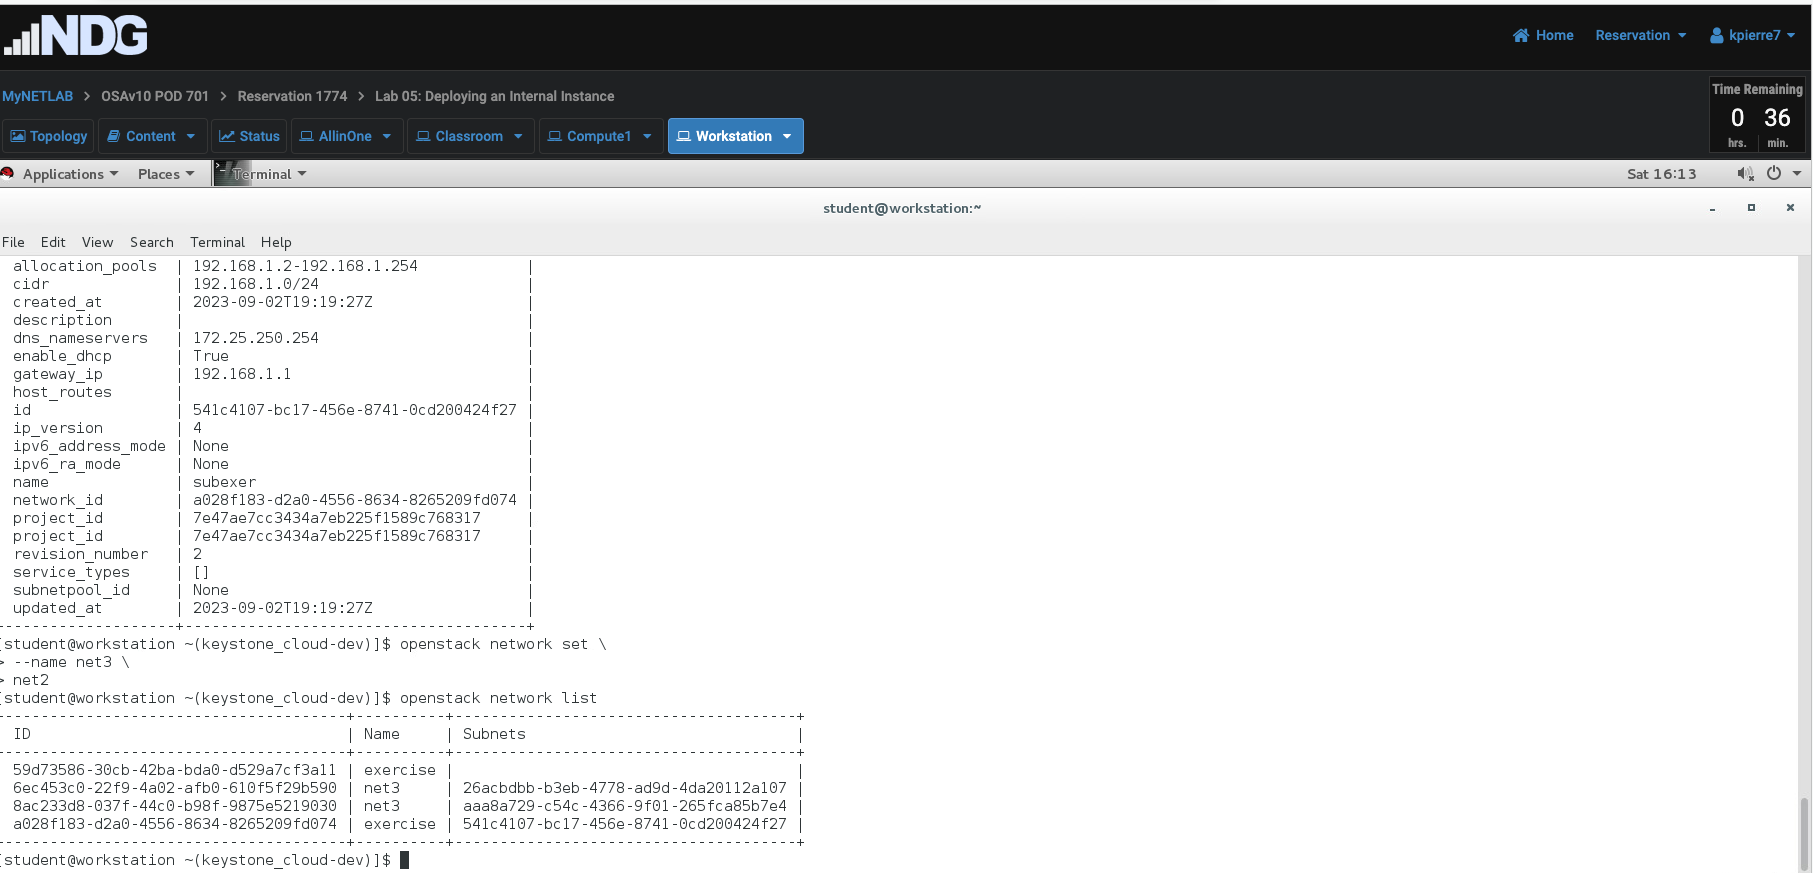 NDG
Home Reservation kpierre7
MyNETLAB > OSAv10 POD 701 > Reservation 1774 > Lab 05: Deploying an Internal Instance
Time Remaining
0 36
hrs. min.
Topology Content Status AllinOne Classroom Compute1 Workstation
Applications Places Terminal Sat 16:13
student@workstation:~
File Edit View Search Terminal Help
allocation_pools | 192.168.1.2-192.168.1.254 |
cidr | 192.168.1.0/24 |
created_at | 2023-09-02T19:19:27Z |
description | |
dns_nameservers | 172.25.250.254 |
enable_dhcp | True |
gateway_ip | 192.168.1.1 |
host_routes | |
id | 541c4107-bc17-456e-8741-0cd200424f27 |
ip_version | 4 |
ipv6_address_mode | None |
ipv6_ra_mode | None |
name | subexer |
network_id | a028f183-d2a0-4556-8634-8265209fd074 |
project_id | 7e47ae7cc3434a7eb225f1589c768317 |
project_id | 7e47ae7cc3434a7eb225f1589c768317 |
revision_number | 2 |
service_types | [] |
subnetpool_id | None |
updated_at | 2023-09-02T19:19:27Z |
-------------------+--------------------------------------+
[student@workstation ~(keystone_cloud-dev)]$ openstack network set \
> --name net3 \
> net2
[student@workstation ~(keystone_cloud-dev)]$ openstack network list
--------------------------------------+----------+--------------------------------------+
ID | Name | Subnets |
--------------------------------------+----------+--------------------------------------+
59d73586-30cb-42ba-bda0-d529a7cf3a11 | exercise | |
6ec453c0-22f9-4a02-afb0-610f5f29b590 | net3 | 26acbdbb-b3eb-4778-ad9d-4da20112a107 |
8ac233d8-037f-44c0-b98f-9875e5219030 | net3 | aaa8a729-c54c-4366-9f01-265fca85b7e4 |
a028f183-d2a0-4556-8634-8265209fd074 | exercise | 541c4107-bc17-456e-8741-0cd200424f27 |
--------------------------------------+----------+--------------------------------------+
[student@workstation ~(keystone_cloud-dev)]$